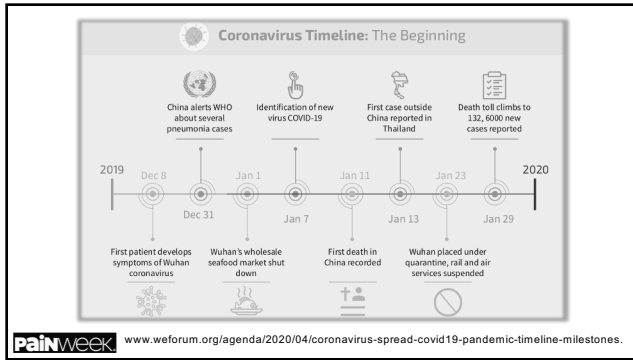 Coronavirus Timeline: The Beginning
China alerts WHO
about several
pneumonia cases
Identification of new
virus COVID-19
First case outside
China reported in
Thailand
Death toll climbs to
132, 6000 new
cases reported
2019
Dec 8
Jan 1
Jan 11
Jan 23
2020
Dec 31
Jan 7
Jan 13
Jan 29
First patient develops
symptoms of Wuhan
coronavirus
Wuhan's wholesale
seafood market shut
down
First death in
China recorded
Wuhan placed under
quarantine, rail and air
services suspended
PaiNWeeK.
www.weforum.org/agenda/2020/04/coronavirus-spread-covid19-pandemic-timeline-milestones.